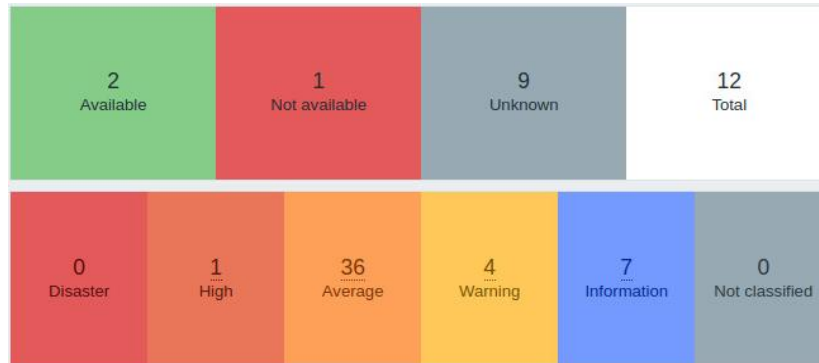 2 1 9 12
Available Not available Unknown Total
0 1 36 4 7 0
Disaster High Average Warning Information Not classified